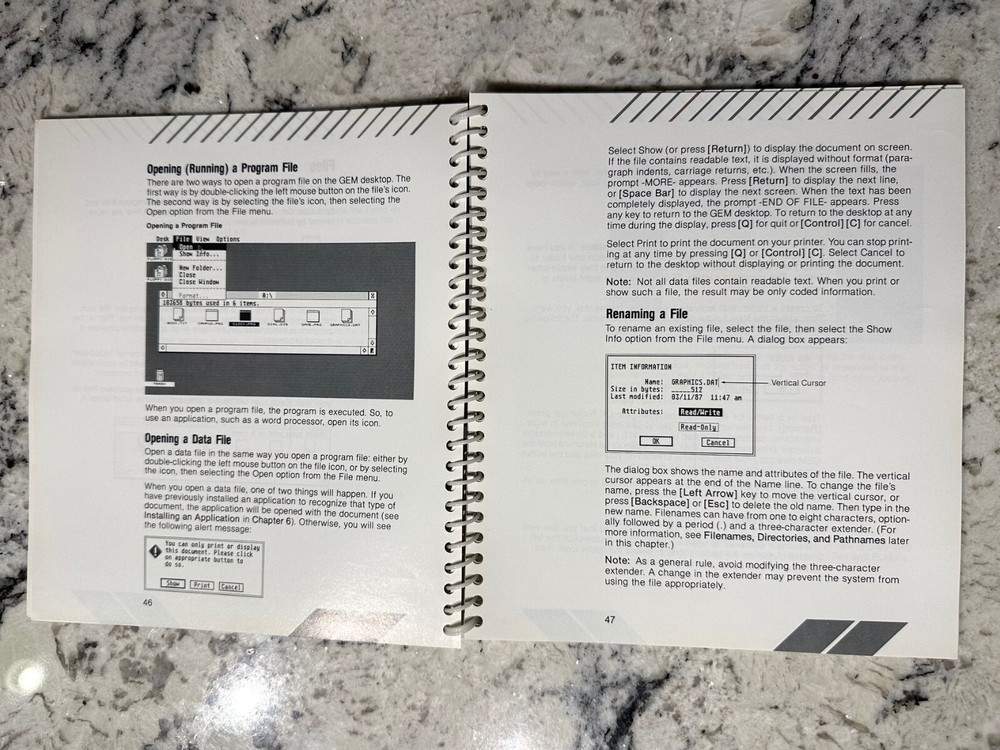 Opening (Running) a Program File
There are two ways to open a program file on the GEM desktop. The
first way is by double-clicking the left mouse button on the file's icon.
The second way is by selecting the file's icon, then selecting the
Open option from the File menu.
Opening a Program File
Desk File View Options
Open
Show Info...
New Folder...
Close
Close Window
Format...
A:\
182658 bytes used in 6 items.
GRAPHICS.DAT
When you open a program file, the program is executed. So, to
use an application, such as a word processor, open its icon.
Opening a Data File
Open a data file in the same way you open a program file: either by
double-clicking the left mouse button on the file icon, or by selecting
the icon, then selecting the Open option from the File menu.
When you open a data file, one of two things will happen. If you
have previously installed an application to recognize that type of
document, the application will be opened with the document (see
Installing an Application in Chapter 6). Otherwise, you will see
the following alert message:
You can only print or display
this document. Please click
on appropriate button to
do so.
Show Print Cancel
46
Select Show (or press [Return]) to display the document on screen.
If the file contains readable text, it is displayed without format (para-
graph indents, carriage returns, etc.). When the screen fills, the
prompt -MORE- appears. Press [Return] to display the next line,
or [Space Bar] to display the next screen. When the text has been
completely displayed, the prompt -END OF FILE- appears. Press
any key to return to the GEM desktop. To return to the desktop at any
time during the display, press [Q] for quit or [Control] [C] for cancel.
Select Print to print the document on your printer. You can stop print-
ing at any time by pressing [Q] or [Control] [C]. Select Cancel to
return to the desktop without displaying or printing the document.
Note: Not all data files contain readable text. When you print or
show such a file, the result may be only coded information.
Renaming a File
To rename an existing file, select the file, then select the Show
Info option from the File menu. A dialog box appears:
ITEM INFORMATION
Name: GRAPHICS.DAT
Vertical Cursor
Size in bytes: _____512
Last modified: 03/11/87 11:47 am
Attributes: Read/Write
Read-Only
OK Cancel
The dialog box shows the name and attributes of the file. The vertical
cursor appears at the end of the Name line. To change the file's
name, press the [Left Arrow] key to move the vertical cursor, or
press [Backspace] or [Esc] to delete the old name. Then type in the
new name. Filenames can have from one to eight characters, option-
ally followed by a period (.) and a three-character extender. (For
more information, see Filenames, Directories, and Pathnames later
in this chapter.)
Note: As a general rule, avoid modifying the three-character
extender. A change in the extender may prevent the system from
using the file appropriately.
47